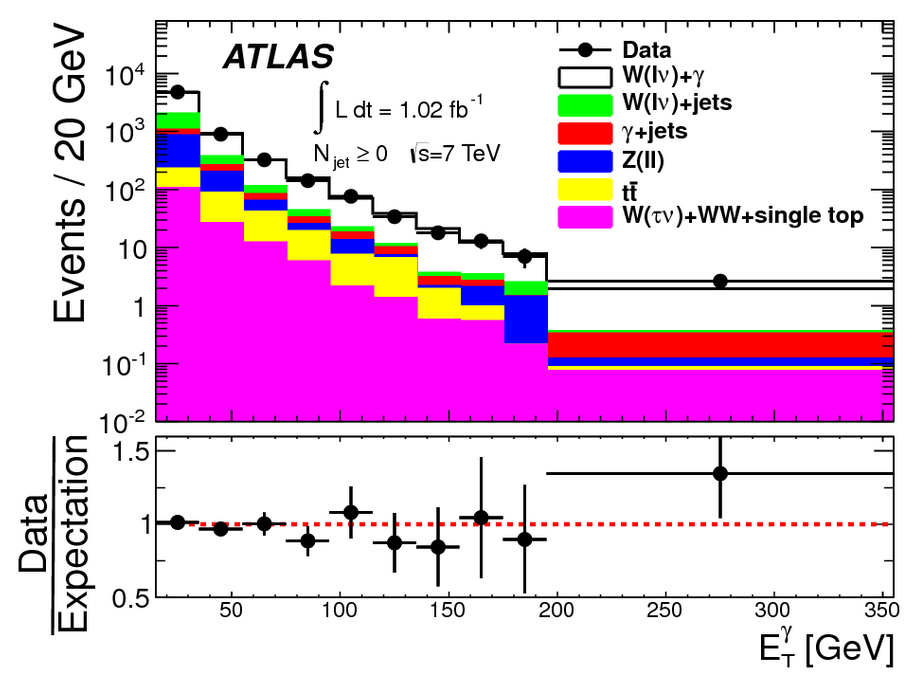 ATLAS
∫ L dt = 1.02 fb⁻¹
N jet ≥ 0 √s=7 TeV
Data
W(lν)+γ
W(lν)+jets
γ+jets
Z(ll)
tt̄
W(τν)+WW+single top
Events / 20 GeV
10⁴
10³
10²
10
1
10⁻¹
10⁻²
Data
Expectation
1.5
1
0.5
50 100 150 200 250 300 350
E_T^γ [GeV]